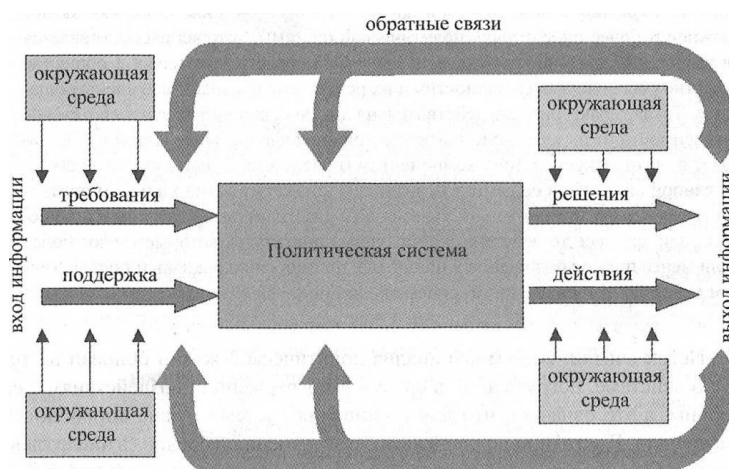 обратные связи
окружающая
среда
окружающая
среда
требования
решения
вход информации
Политическая система
выход информации
поддержка
действия
окружающая
среда
окружающая
среда